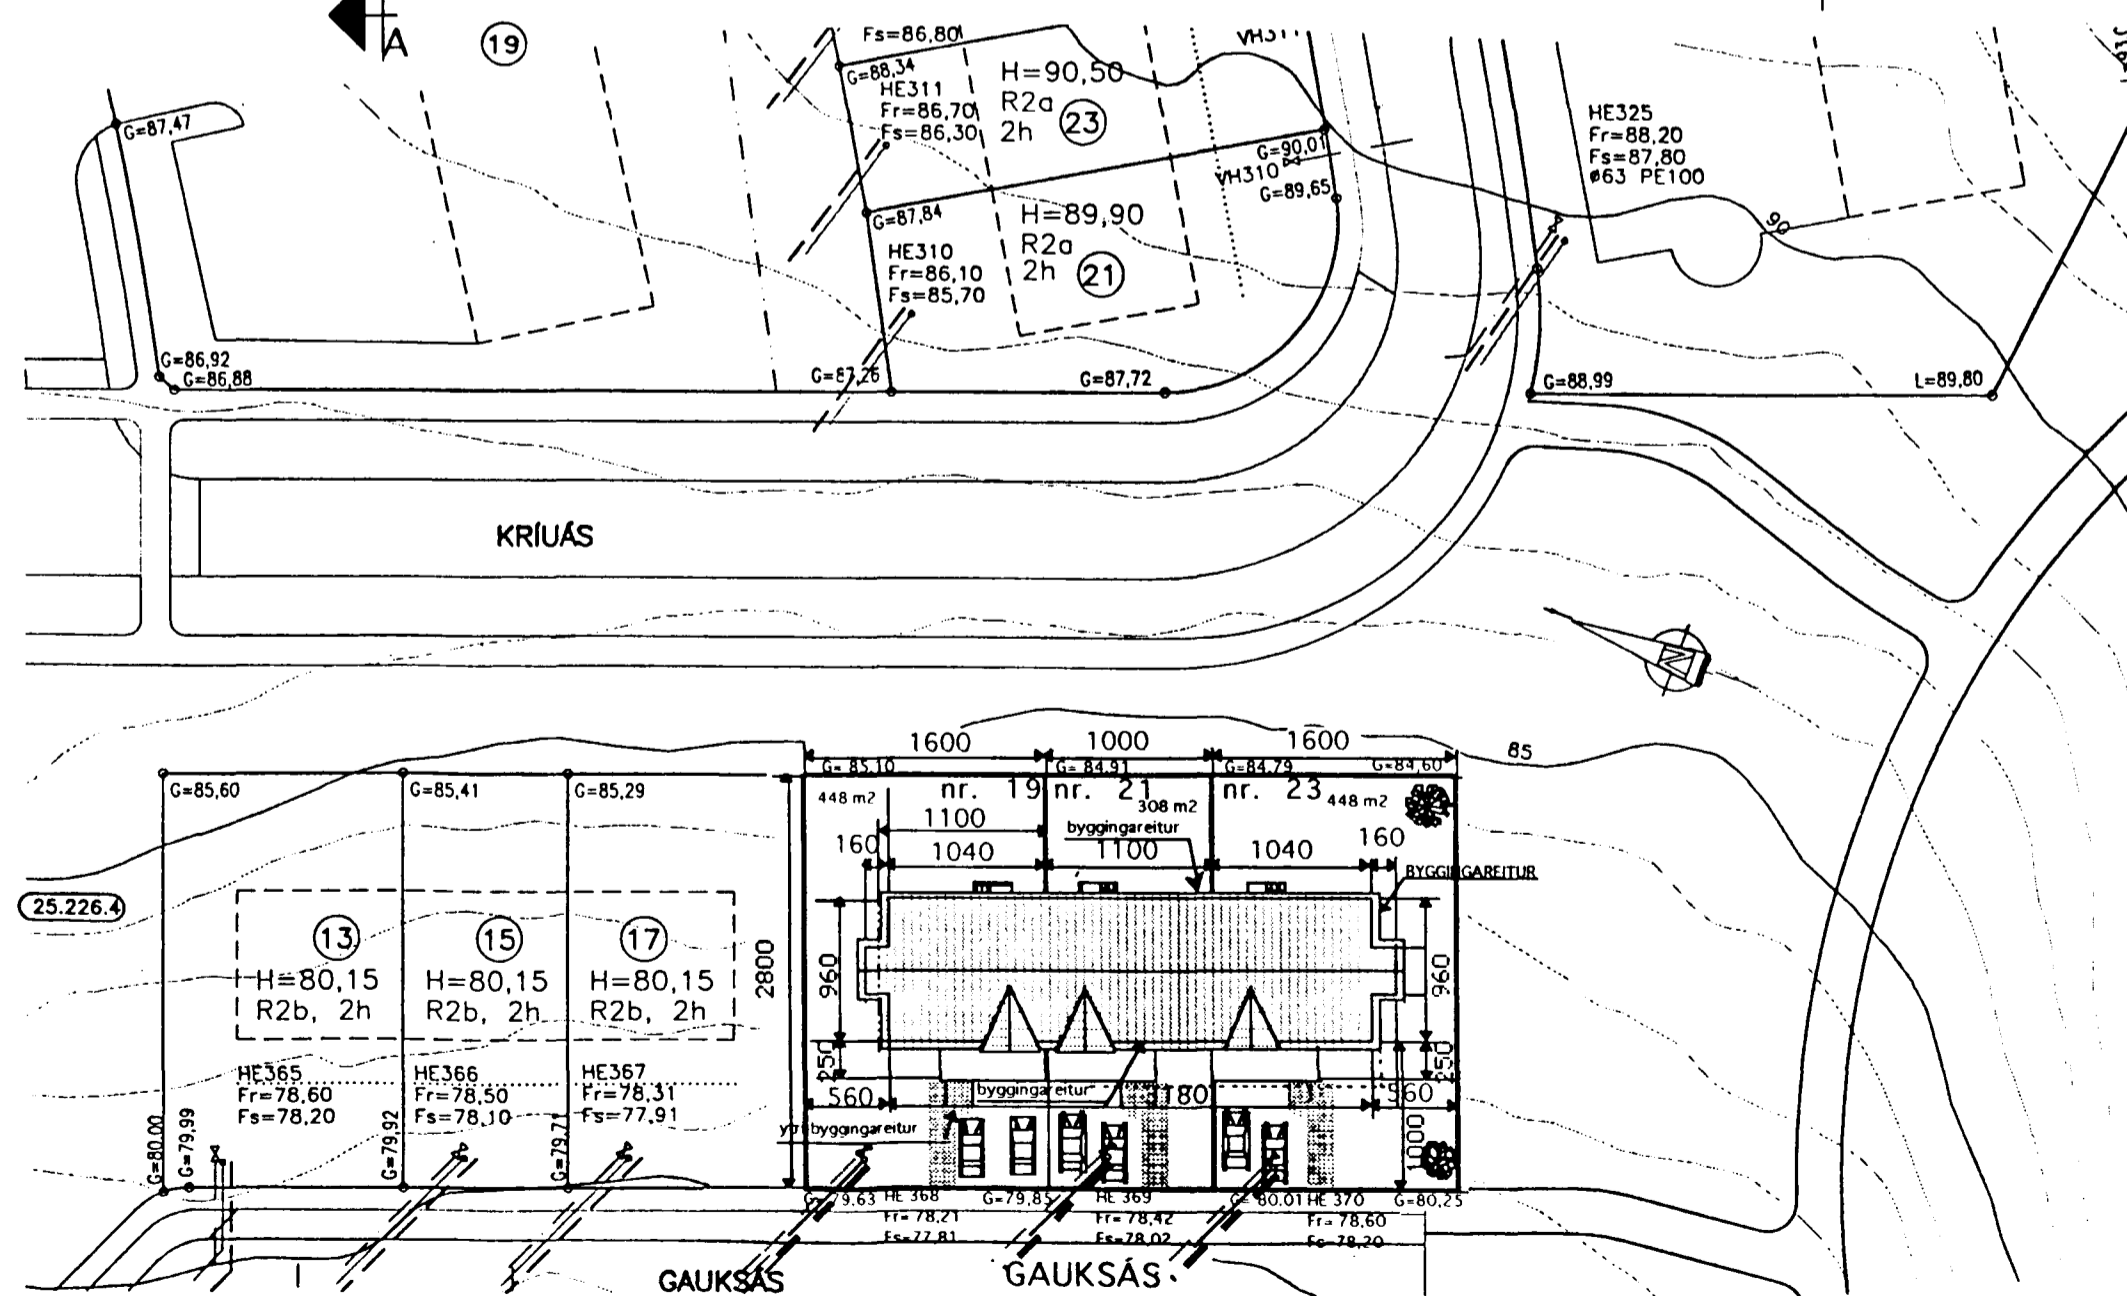 A
19
Fs=86,80
G=88,34
HE311
Fr=86,70
Fs=86,30
H=90,50
R2a
2h
23
G=90,01
VH310
G=89,65
G=87,47
G=87,84
HE310
Fr=86,10
Fs=85,70
H=89,90
R2a
2h
21
HE325
Fr=88,20
Fs=87,80
ø63 PE100
90
G=86,92
G=86,88
G=87,26
G=87,72
G=88,99
L=89,80
KRÍUÁS
N
85
1600
1000
1600
G=85,60
G=85,41
G=85,29
G= 85,10
G= 84,91
G=84,79
G=84,60
nr. 19
nr. 21
nr. 23
448 m2
308 m2
448 m2
1100
byggingareitur
160
1040
1100
1040
160
BYGGINGAREITUR
25.226.4
13
H=80,15
R2b, 2h
15
H=80,15
R2b, 2h
17
H=80,15
R2b, 2h
2800
960
960
250
250
HE365
Fr=78,60
Fs=78,20
HE366
Fr=78,50
Fs=78,10
HE367
Fr=78,31
Fs=77,91
560
byggingareitur
180
560
byggingareitur
1000
G=80,00
G=79,99
G=79,92
G=79,71
HE 368
Fr=78,21
Fs=77,81
G=79,85
HE 369
Fr=78,42
Fs=78,02
G= 80,01
HE 370
Fr=78,60
Fs=78,20
G=80,25
GAUKSÁS
GAUKSÁS